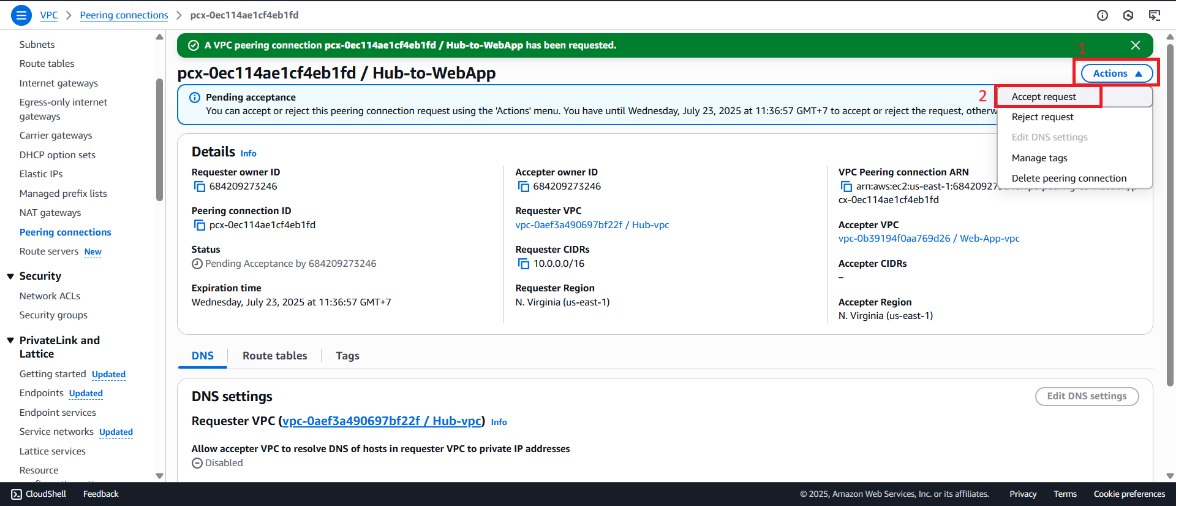 VPC > Peering connections > pcx-0ec114ae1cf4eb1fd
Subnets
Route tables
Internet gateways
Egress-only internet
gateways
Carrier gateways
DHCP option sets
Elastic IPs
Managed prefix lists
NAT gateways
Peering connections
Route servers New
Security
Network ACLs
Security groups
PrivateLink and
Lattice
Getting started Updated
Endpoints Updated
Endpoint services
Service networks Updated
Lattice services
Resource
A VPC peering connection pcx-0ec114ae1cf4eb1fd / Hub-to-WebApp has been requested.
1
pcx-0ec114ae1cf4eb1fd / Hub-to-WebApp
Actions
2
Accept request
Reject request
Edit DNS settings
Manage tags
Delete peering connection
Pending acceptance
You can accept or reject this peering connection request using the 'Actions' menu. You have until Wednesday, July 23, 2025 at 11:36:57 GMT+7 to accept or reject the request, otherw
Details Info
Requester owner ID
684209273246
Peering connection ID
pcx-0ec114ae1cf4eb1fd
Status
Pending Acceptance by 684209273246
Expiration time
Wednesday, July 23, 2025 at 11:36:57 GMT+7
Accepter owner ID
684209273246
Requester VPC
vpc-0aef3a490697bf22f / Hub-vpc
Requester CIDRs
10.0.0.0/16
Requester Region
N. Virginia (us-east-1)
VPC Peering connection ARN
arn:aws:ec2:us-east-1:68420927
cx-0ec114ae1cf4eb1fd
Accepter VPC
vpc-0b39194f0aa769d26 / Web-App-vpc
Accepter CIDRs
–
Accepter Region
N. Virginia (us-east-1)
DNS
Route tables
Tags
DNS settings
Edit DNS settings
Requester VPC (vpc-0aef3a490697bf22f / Hub-vpc) Info
Allow accepter VPC to resolve DNS of hosts in requester VPC to private IP addresses
Disabled
CloudShell Feedback © 2025, Amazon Web Services, Inc. or its affiliates. Privacy Terms Cookie preferences